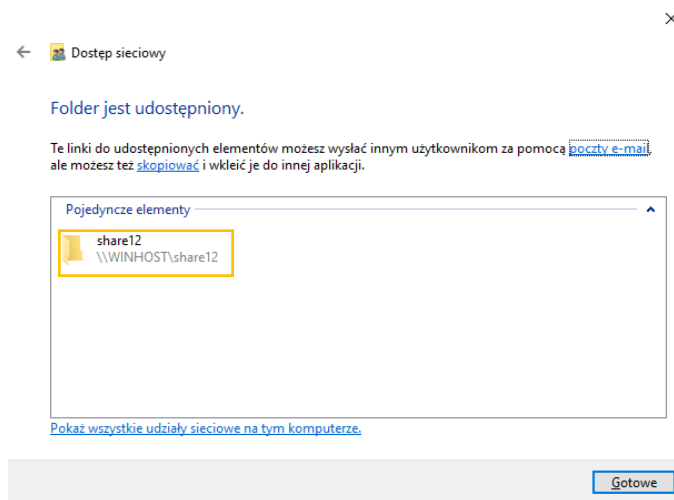 Dostęp sieciowy
Folder jest udostępniony.
Te linki do udostępnionych elementów możesz wysłać innym użytkownikom za pomocą poczty e-mail,
ale możesz też skopiować i wkleić je do innej aplikacji.
Pojedyncze elementy
share12
\\WINHOST\share12
Pokaż wszystkie udziały sieciowe na tym komputerze.
Gotowe